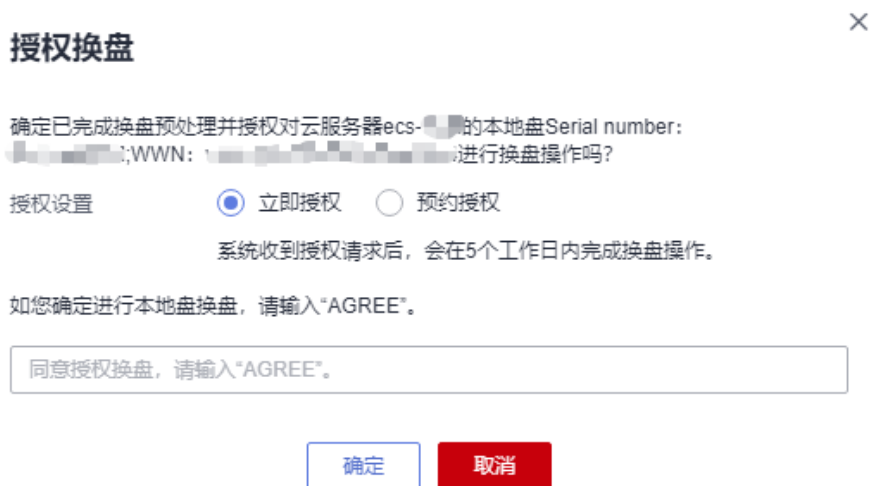 授权换盘
确定已完成换盘预处理并授权对云服务器ecs-的本地盘Serial number：
;WWN：进行换盘操作吗？
授权设置 立即授权 预约授权
系统收到授权请求后，会在5个工作日内完成换盘操作。
如您确定进行本地盘换盘，请输入“AGREE”。
同意授权换盘，请输入“AGREE”。
确定 取消